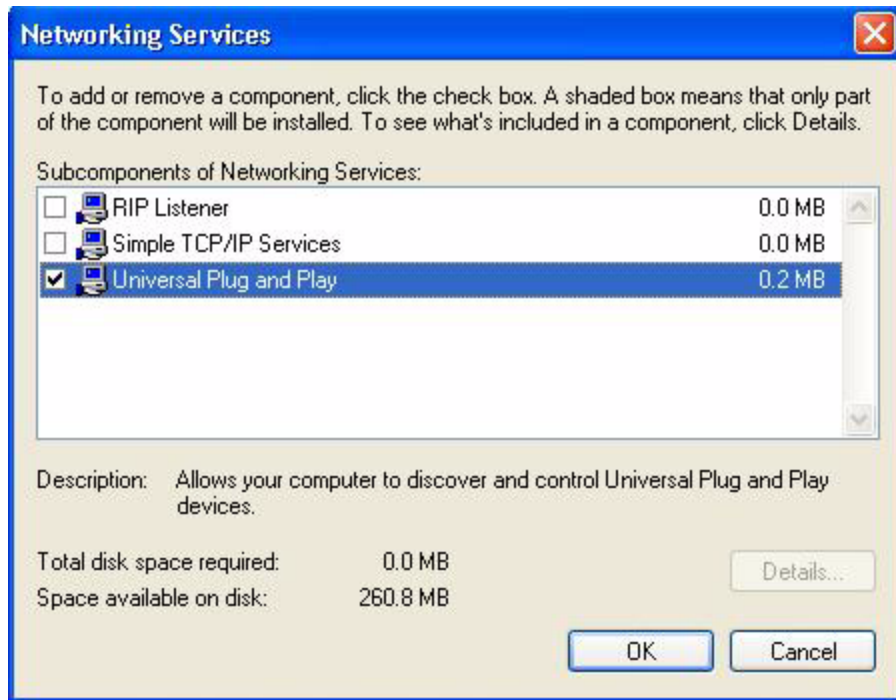 Networking Services
To add or remove a component, click the check box. A shaded box means that only part
of the component will be installed. To see what's included in a component, click Details.
Subcomponents of Networking Services:
RIP Listener 0.0 MB
Simple TCP/IP Services 0.0 MB
Universal Plug and Play 0.2 MB
Description: Allows your computer to discover and control Universal Plug and Play
devices.
Total disk space required: 0.0 MB
Details...
Space available on disk: 260.8 MB
OK Cancel